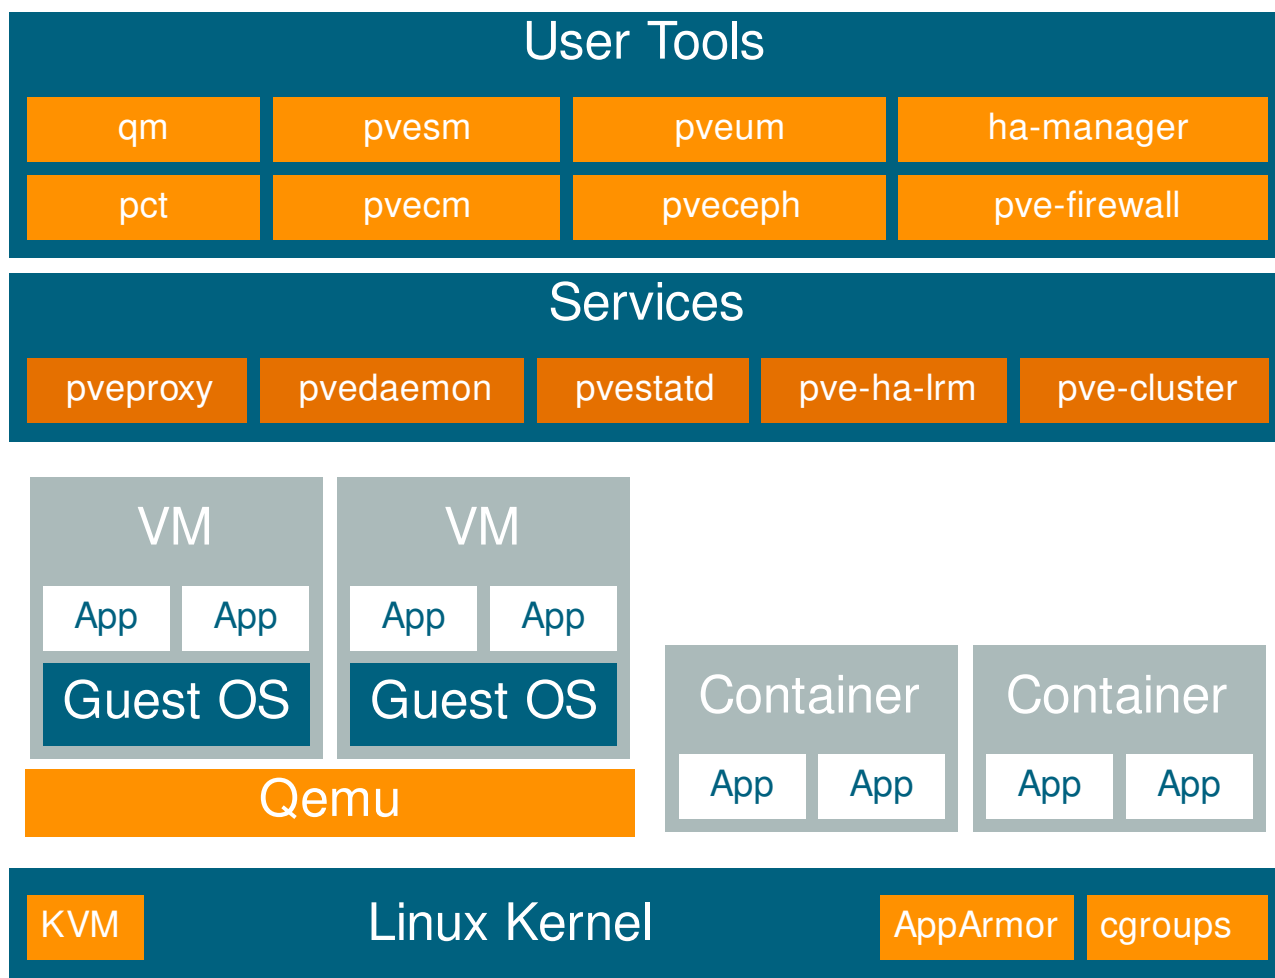 User Tools
qm pvesm pveum ha-manager
pct pvecm pveceph pve-firewall
Services
pveproxy pvedaemon pvestatd pve-ha-lrm pve-cluster
VM VM
App App App App
Guest OS Guest OS
Container Container
App App App App
Qemu
KVM Linux Kernel AppArmor cgroups